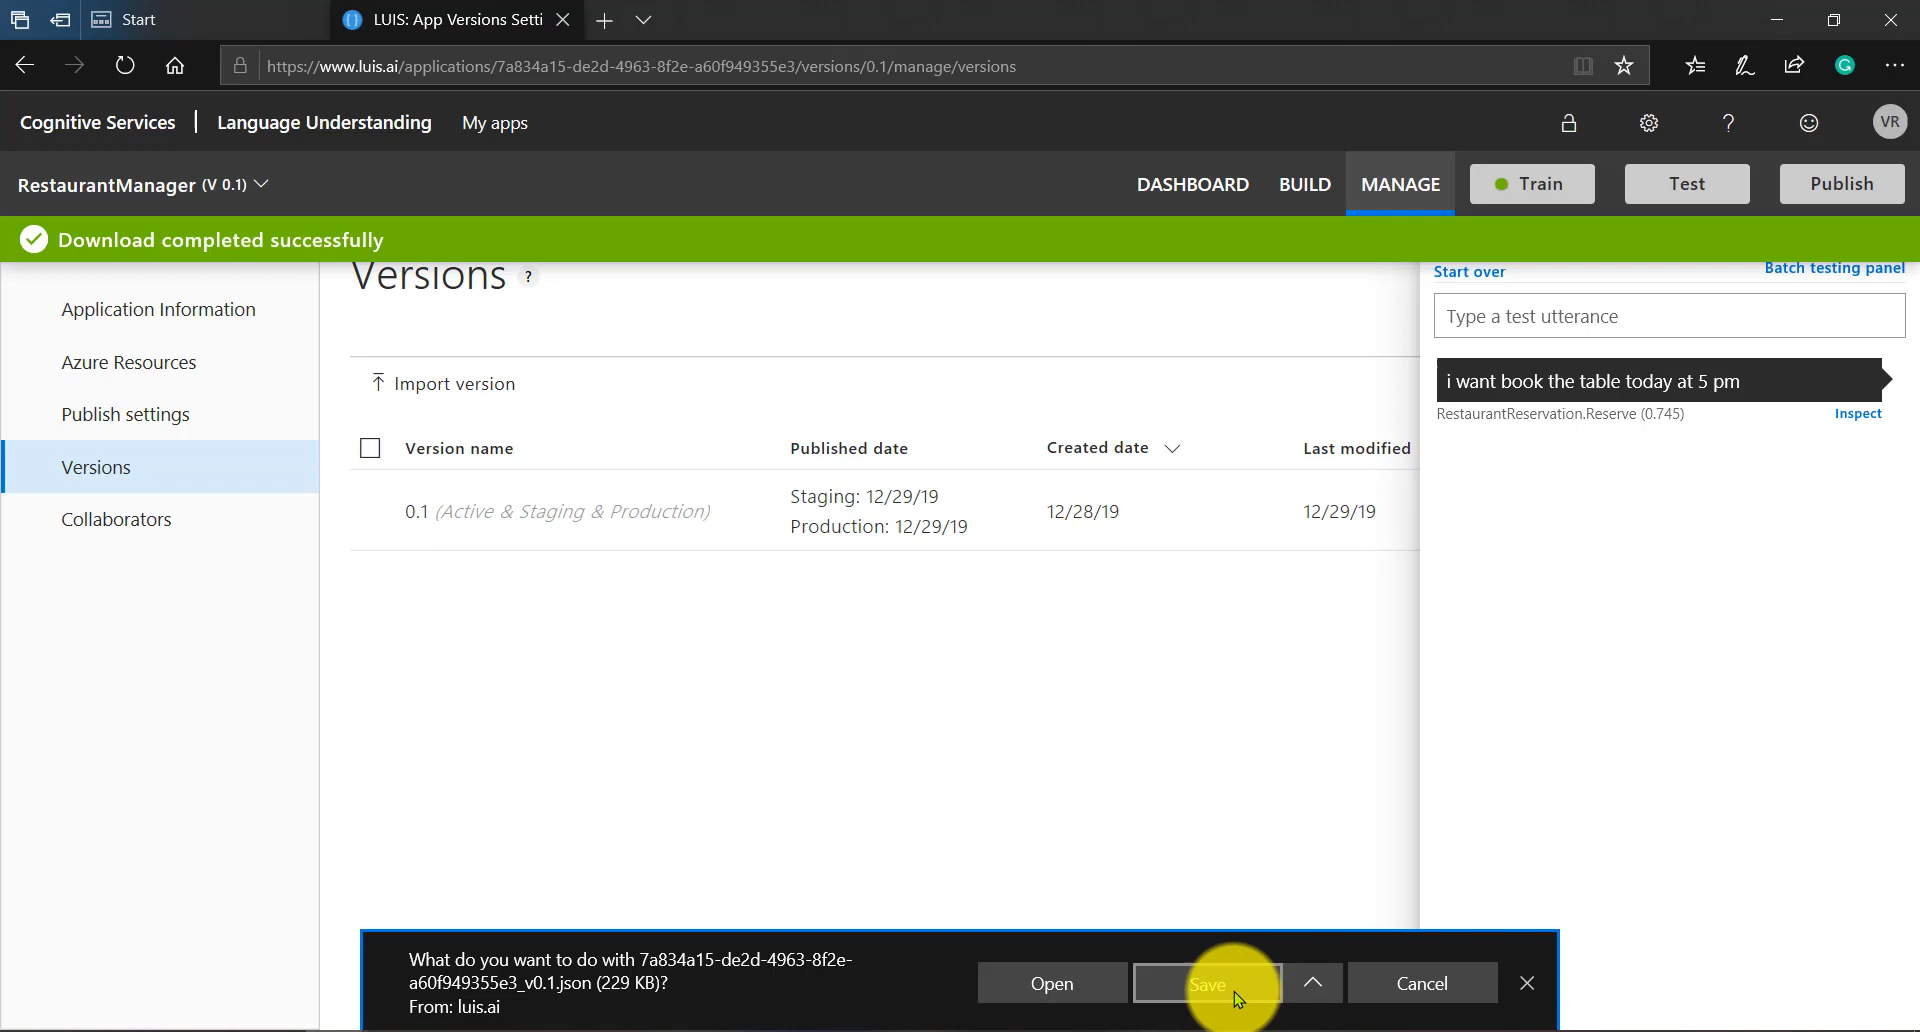 Start
LUIS: App Versions Setti
https://www.luis.ai/applications/7a834a15-de2d-4963-8f2e-a60f949355e3/versions/0.1/manage/versions
G
Cognitive Services | Language Understanding My apps
?
VR
RestaurantManager (V 0.1)
DASHBOARD BUILD MANAGE Train Test Publish
Download completed successfully
Versions ?
Application Information
Azure Resources
Publish settings
Versions
Collaborators
Import version
Version name Published date Created date Last modified
0.1 (Active & Staging & Production) Staging: 12/29/19 12/28/19 12/29/19
Production: 12/29/19
Start over Batch testing panel
Type a test utterance
i want book the table today at 5 pm
RestaurantReservation.Reserve (0.745) Inspect
What do you want to do with 7a834a15-de2d-4963-8f2e-
a60f949355e3_v0.1.json (229 KB)?
From: luis.ai
Open Save Cancel